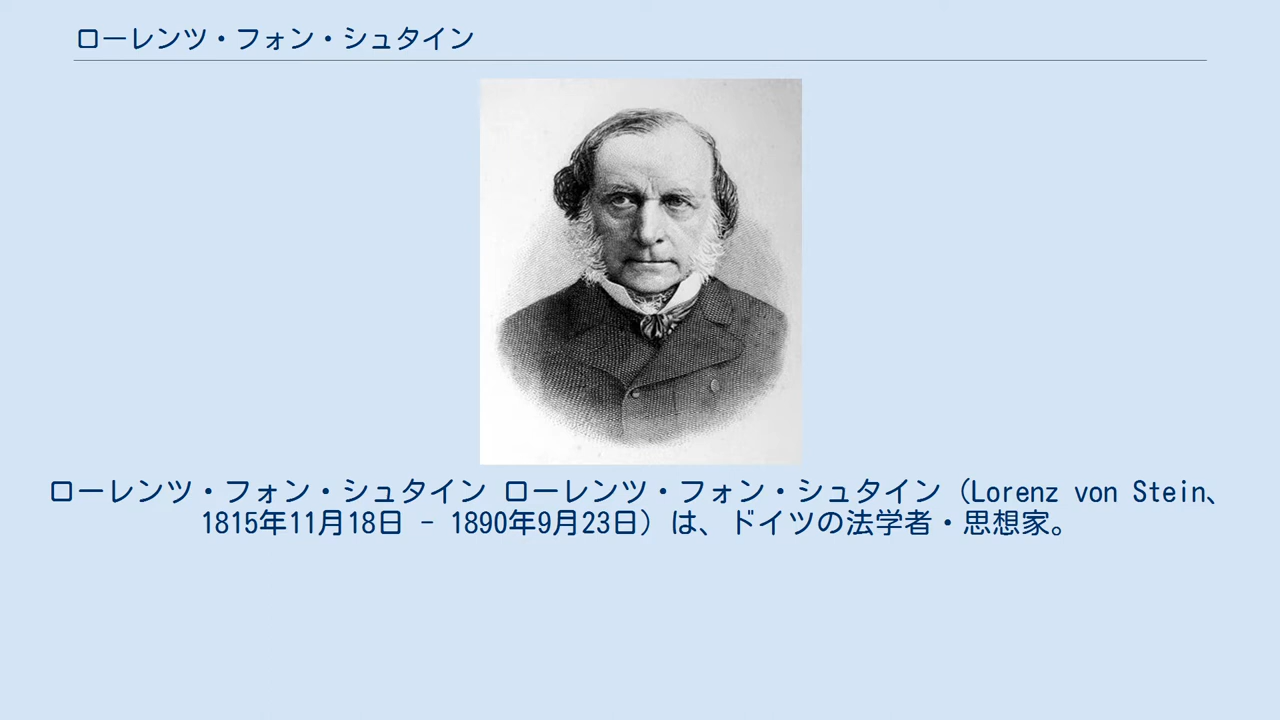 ローレンツ・フォン・シュタイン
ローレンツ・フォン・シュタイン ローレンツ・フォン・シュタイン（Lorenz von Stein、
1815年11月18日 - 1890年9月23日）は、ドイツの法学者・思想家。